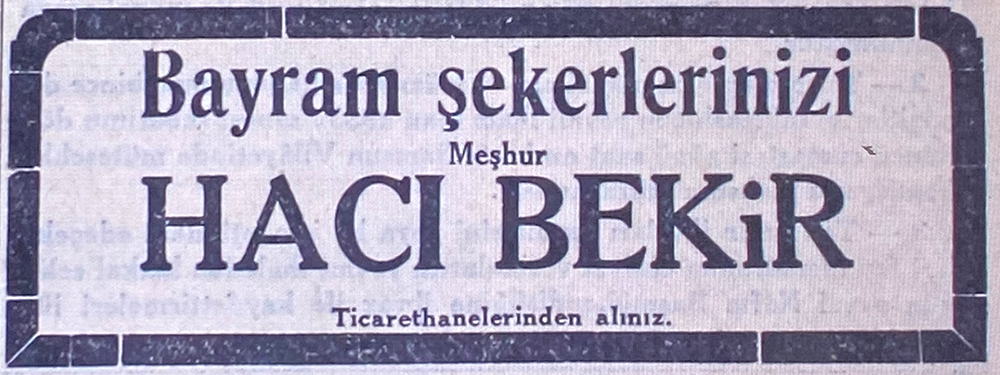 Bayram şekerlerinizi
Meşhur
HACI BEKiR
Ticarethanelerinden alınız.